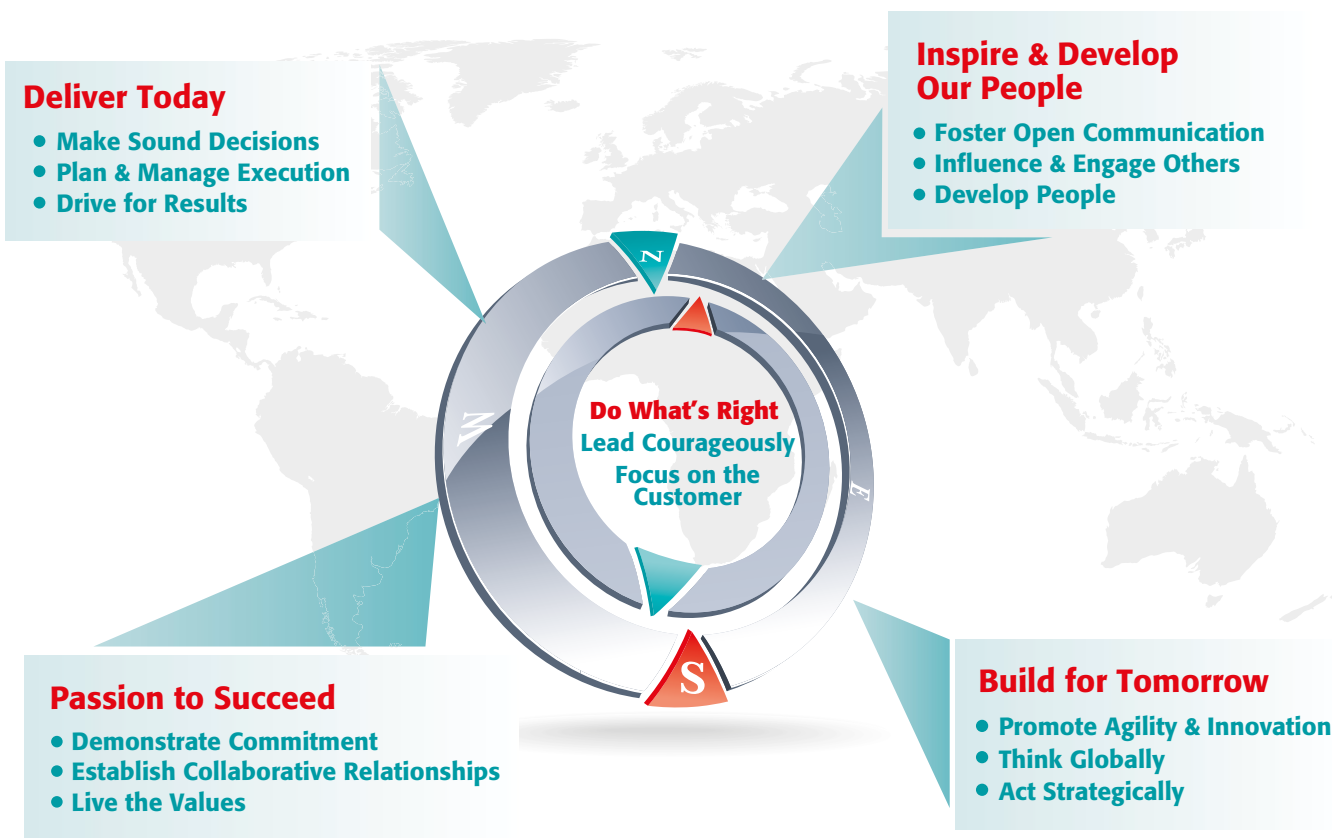 Deliver Today
• Make Sound Decisions
• Plan & Manage Execution
• Drive for Results
Inspire & Develop
Our People
• Foster Open Communication
• Influence & Engage Others
• Develop People
N
W
E
S
Do What's Right
Lead Courageously
Focus on the
Customer
Passion to Succeed
• Demonstrate Commitment
• Establish Collaborative Relationships
• Live the Values
Build for Tomorrow
• Promote Agility & Innovation
• Think Globally
• Act Strategically